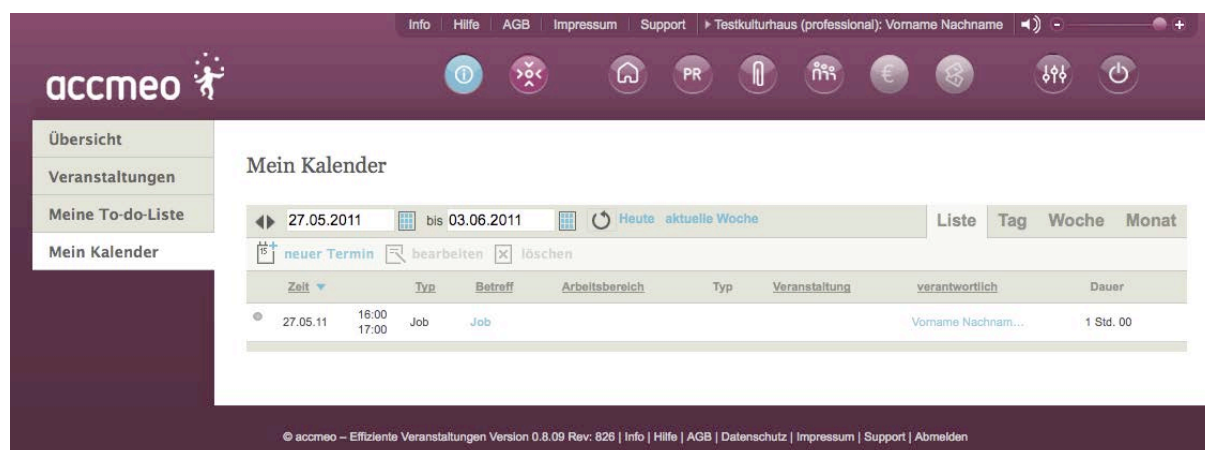 Info Hilfe AGB Impressum Support Testkulturhaus (professional): Vorname Nachname
accmeo
PR
€
Übersicht
Veranstaltungen
Meine To-do-Liste
Mein Kalender
Mein Kalender
27.05.2011 bis 03.06.2011 Heute aktuelle Woche Liste Tag Woche Monat
15 neuer Termin bearbeiten löschen
Zeit Typ Betreff Arbeitsbereich Typ Veranstaltung verantwortlich Dauer
27.05.11 16:00 17:00 Job Job Vorname Nachnam... 1 Std. 00
© accmeo – Effiziente Veranstaltungen Version 0.8.09 Rev: 826 | Info | Hilfe | AGB | Datenschutz | Impressum | Support | Abmelden